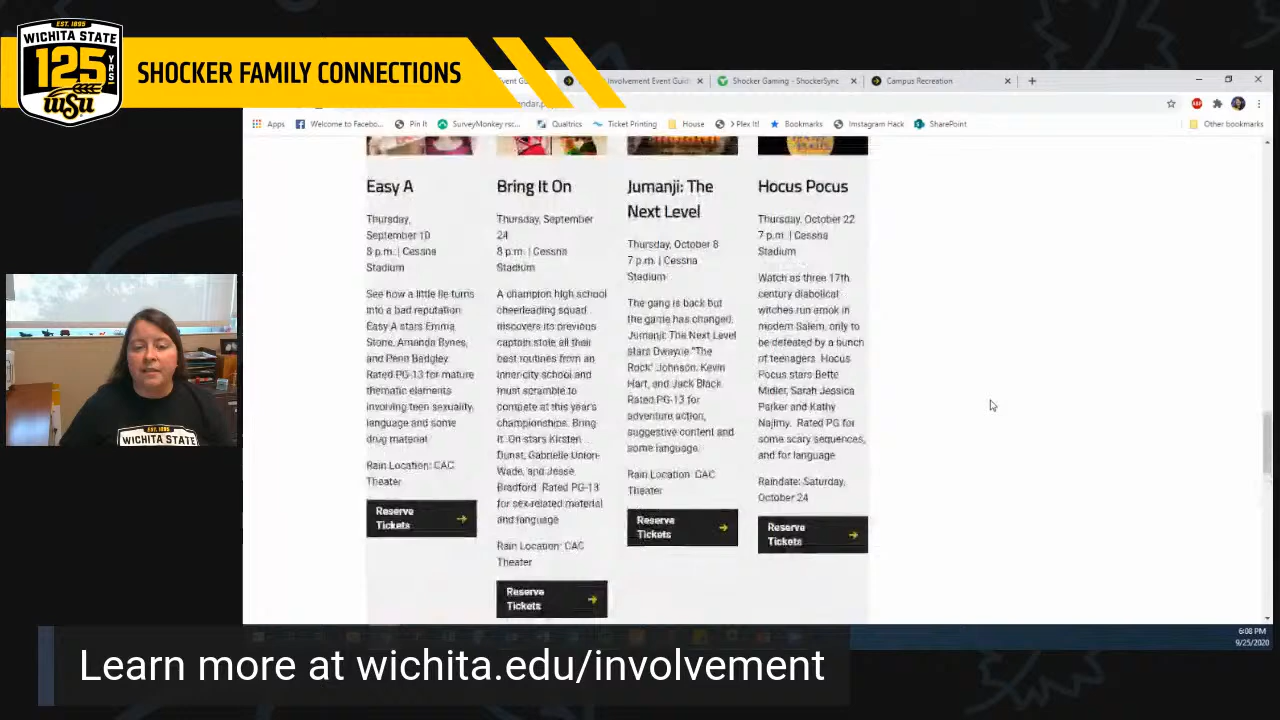 EST. 1895
WICHITA STATE
125
YRS
WSU
SHOCKER FAMILY CONNECTIONS
Involvement Event Guid
Shocker Gaming - ShockerSync
Campus Recreation
Apps
Welcome to Facebo...
Pin It
SurveyMonkey rsc...
Qualtrics
Ticket Printing
House
> Plex It!
Bookmarks
Instagram Hack
SharePoint
Other bookmarks
Easy A
Thursday,
September 10
8 p.m. | Cessna
Stadium
See how a little lie turns
into a bad reputation.
Easy A stars Emma
Stone, Amanda Bynes,
and Penn Badgley.
Rated PG-13 for mature
thematic elements
involving teen sexuality,
language and some
drug material
Rain Location: CAC
Theater
Reserve
Tickets
Bring It On
Thursday, September
24
8 p.m. | Cessna
Stadium
A champion high school
cheerleading squad
discovers its previous
captain stole all their
best routines from an
inner-city school and
must scramble to
compete at this year's
championships. Bring
It On stars Kirsten
Dunst, Gabrielle Union-
Wade, and Jesse
Bradford. Rated PG-13
for sex-related material
and language
Rain Location: CAC
Theater
Reserve
Tickets
Jumanji: The
Next Level
Thursday, October 8
7 p.m. | Cessna
Stadium
The gang is back but
the game has changed.
Jumanji: The Next Level
stars Dwayne "The
Rock" Johnson, Kevin
Hart, and Jack Black.
Rated PG-13 for
adventure action,
suggestive content and
some language.
Rain Location: CAC
Theater
Reserve
Tickets
Hocus Pocus
Thursday, October 22
7 p.m. | Cessna
Stadium
Watch as three 17th
century diabolical
witches run amok in
modern Salem, only to
be defeated by a bunch
of teenagers. Hocus
Pocus stars Bette
Midler, Sarah Jessica
Parker and Kathy
Najimy. Rated PG for
some scary sequences,
and for language
Raindate: Saturday,
October 24
Reserve
Tickets
EST. 1895
WICHITA STATE
6:08 PM
9/25/2020
Learn more at wichita.edu/involvement